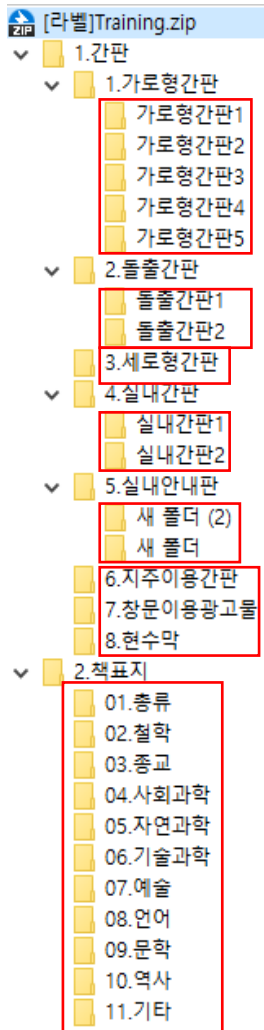 [라벨]Training.zip
1.간판
1.가로형간판
가로형간판1
가로형간판2
가로형간판3
가로형간판4
가로형간판5
2.돌출간판
돌출간판1
돌출간판2
3.세로형간판
4.실내간판
실내간판1
실내간판2
5.실내안내판
새 폴더 (2)
새 폴더
6.지주이용간판
7.창문이용광고물
8.현수막
2.책표지
01.총류
02.철학
03.종교
04.사회과학
05.자연과학
06.기술과학
07.예술
08.언어
09.문학
10.역사
11.기타